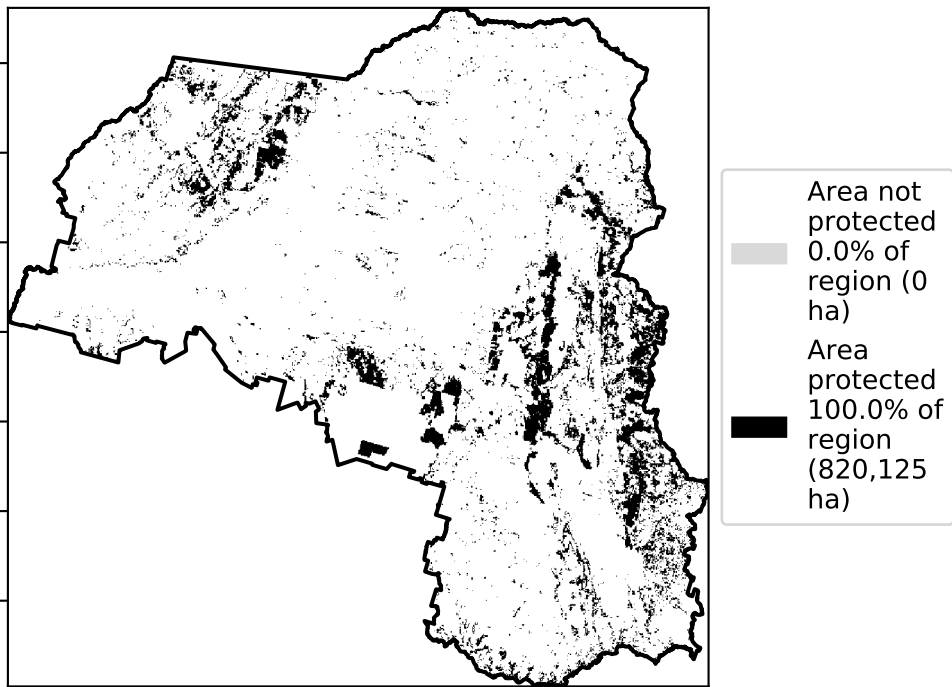 Area not
protected
0.0% of
region (0
ha)
Area
protected
100.0% of
region
(820,125
ha)